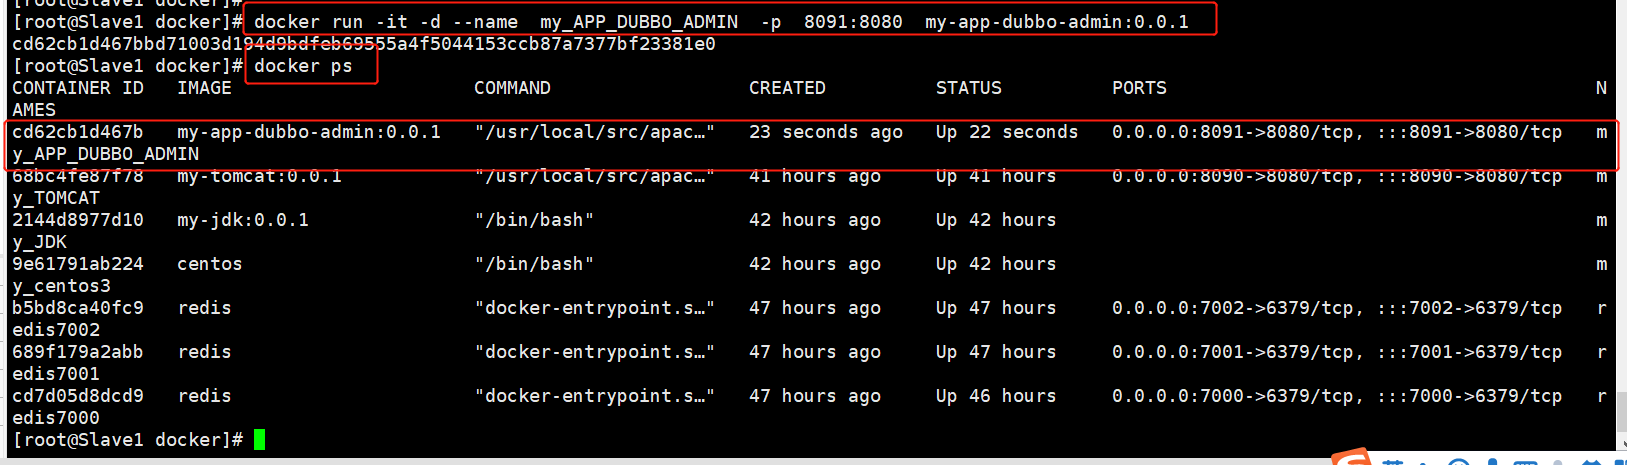 [root@Slave1 docker]#
[root@Slave1 docker]# docker run -it -d --name  my_APP_DUBBO_ADMIN  -p  8091:8080  my-app-dubbo-admin:0.0.1
cd62cb1d467bbd71003d194d9bdfeb69555a4f5044153ccb87a7377bf23381e0
[root@Slave1 docker]# docker ps
CONTAINER ID   IMAGE                      COMMAND                  CREATED          STATUS          PORTS                                       N
AMES
cd62cb1d467b   my-app-dubbo-admin:0.0.1   "/usr/local/src/apac…"   23 seconds ago   Up 22 seconds   0.0.0.0:8091->8080/tcp, :::8091->8080/tcp   m
y_APP_DUBBO_ADMIN
68bc4fe87f78   my-tomcat:0.0.1            "/usr/local/src/apac…"   41 hours ago     Up 41 hours     0.0.0.0:8090->8080/tcp, :::8090->8080/tcp   m
y_TOMCAT
2144d8977d10   my-jdk:0.0.1               "/bin/bash"              42 hours ago     Up 42 hours                                                 m
y_JDK
9e61791ab224   centos                     "/bin/bash"              42 hours ago     Up 42 hours                                                 m
y_centos3
b5bd8ca40fc9   redis                      "docker-entrypoint.s…"   47 hours ago     Up 47 hours     0.0.0.0:7002->6379/tcp, :::7002->6379/tcp   r
edis7002
689f179a2abb   redis                      "docker-entrypoint.s…"   47 hours ago     Up 47 hours     0.0.0.0:7001->6379/tcp, :::7001->6379/tcp   r
edis7001
cd7d05d8dcd9   redis                      "docker-entrypoint.s…"   47 hours ago     Up 46 hours     0.0.0.0:7000->6379/tcp, :::7000->6379/tcp   r
edis7000
[root@Slave1 docker]#